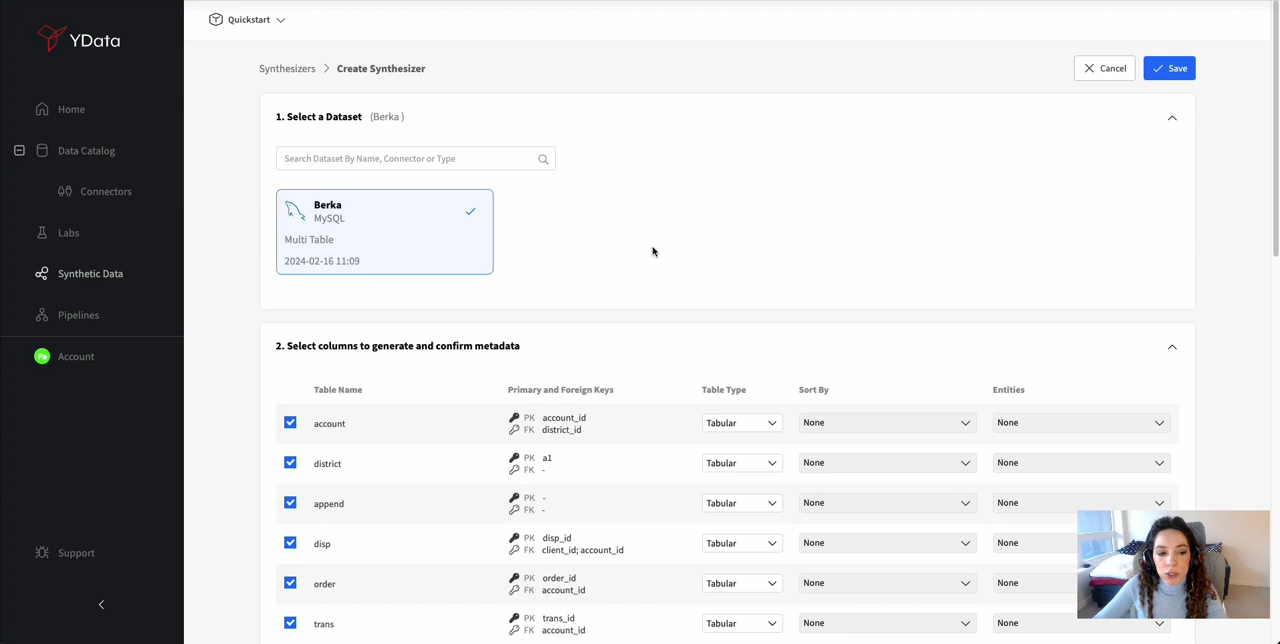 Quickstart
YData
Synthesizers > Create Synthesizer
Cancel
Save
Home
Data Catalog
Connectors
Labs
Synthetic Data
Pipelines
Account
Support
1. Select a Dataset (Berka )
Search Dataset By Name, Connector or Type
Berka
MySQL
Multi Table
2024-02-16 11:09
2. Select columns to generate and confirm metadata
Table Name Primary and Foreign Keys Table Type Sort By Entities
account PK account_id Tabular None None
FK district_id
district PK a1 Tabular None None
FK -
append PK - Tabular None None
FK -
disp PK disp_id Tabular None None
FK client_id; account_id
order PK order_id Tabular None None
FK account_id
trans PK trans_id Tabular None None
FK account_id